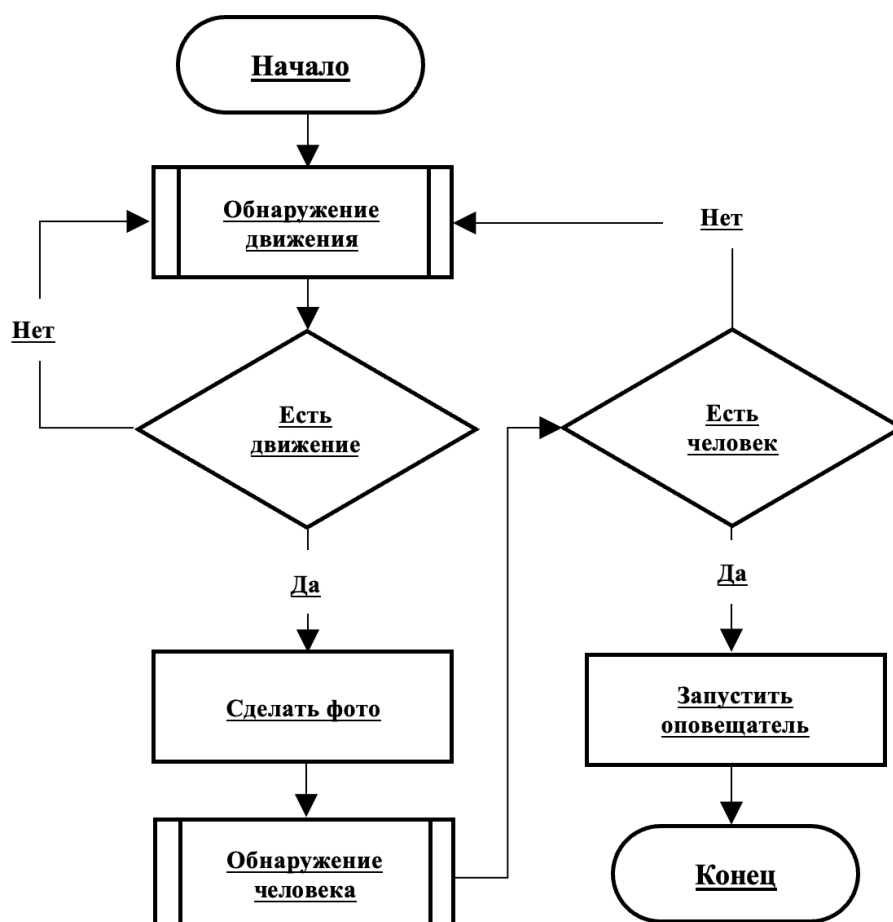 Начало
Обнаружение
движения
Нет
Нет
Есть
движение
Есть
человек
Да
Да
Сделать фото
Запустить
оповещатель
Обнаружение
человека
Конец